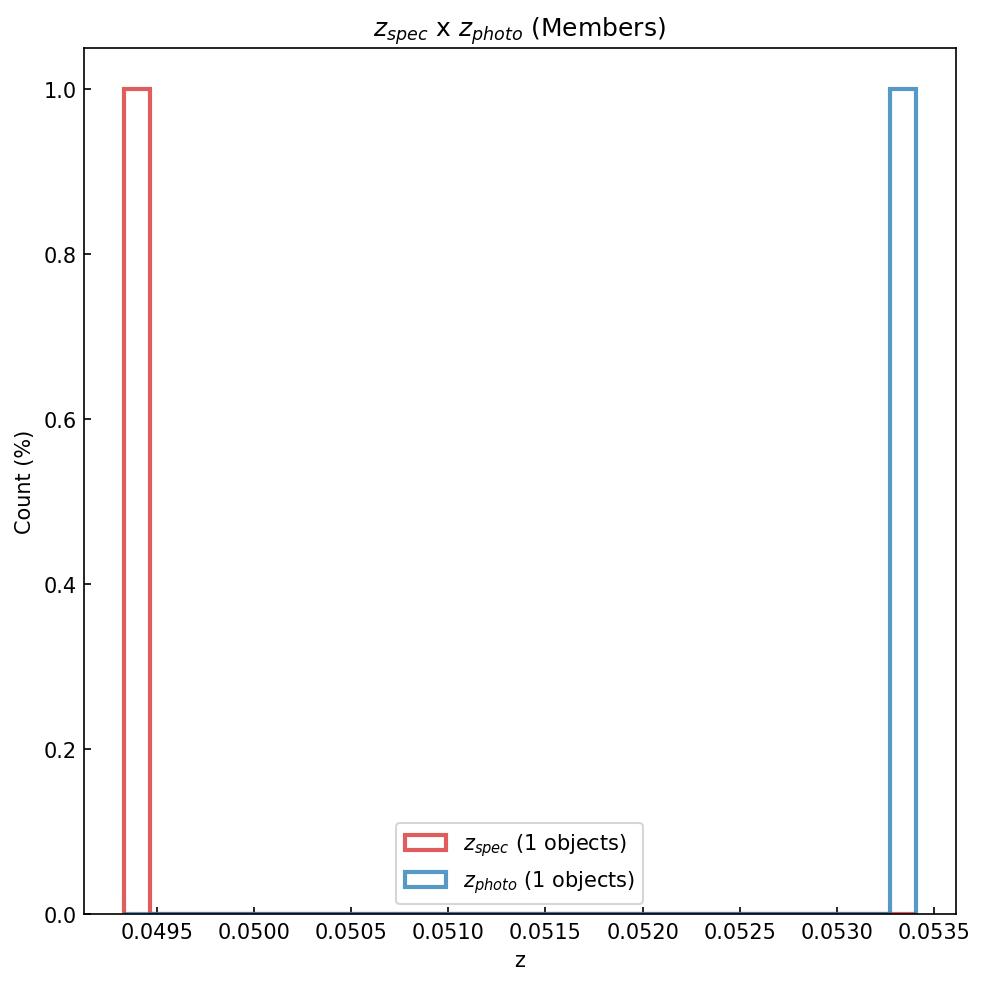 z_spec x z_photo (Members)
1.0
0.8
0.6
0.4
0.2
0.0
Count (%)
z_spec (1 objects)
z_photo (1 objects)
0.0495 0.0500 0.0505 0.0510 0.0515 0.0520 0.0525 0.0530 0.0535
z